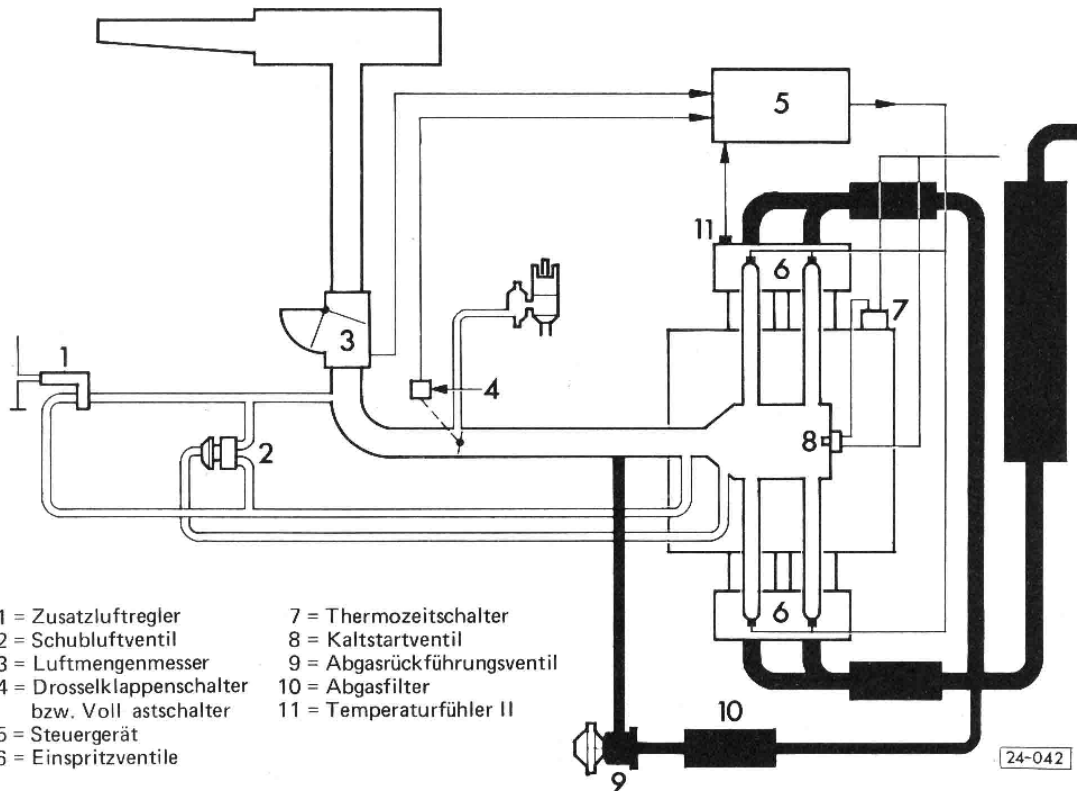 5
11
6
7
3
1
4
8
2
6
1 = Zusatzluftregler
2 = Schubluftventil
3 = Luftmengenmesser
4 = Drosselklappenschalter
bzw. Voll astschalter
5 = Steuergerät
6 = Einspritzventile
7 = Thermozeitschalter
8 = Kaltstartventil
9 = Abgasrückführungsventil
10 = Abgasfilter
11 = Temperaturfühler II
10
9
24-042